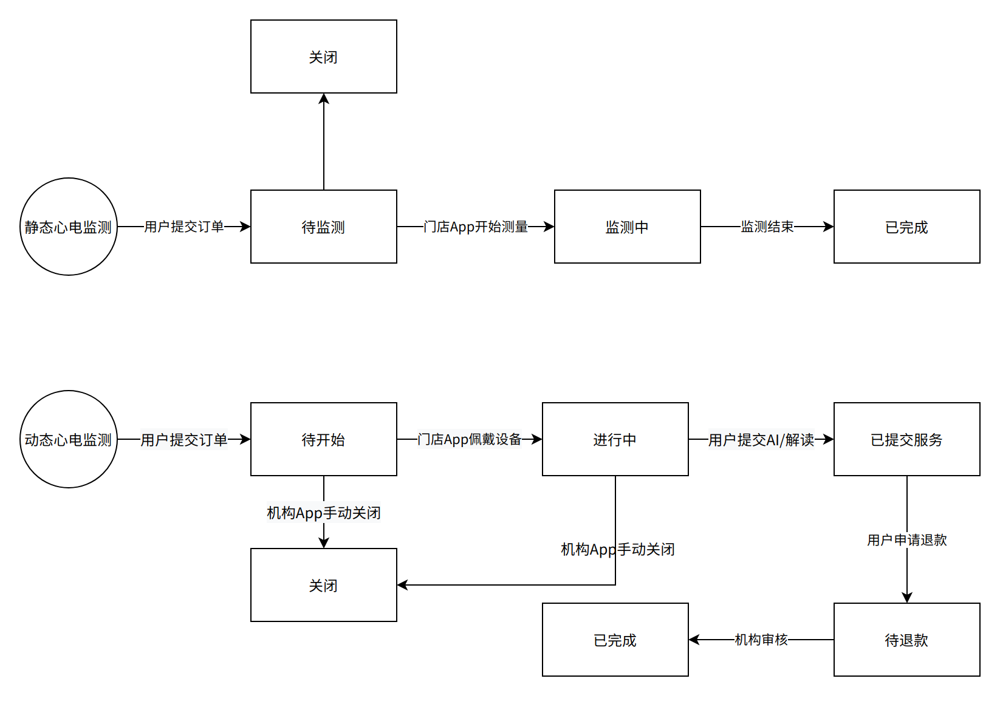 关闭
静态心电监测
用户提交订单
待监测
门店App开始测量
监测中
监测结束
已完成
动态心电监测
用户提交订单
待开始
门店App佩戴设备
进行中
用户提交AI/解读
已提交服务
机构App手动关闭
用户申请退款
机构App手动关闭
关闭
已完成
机构审核
待退款